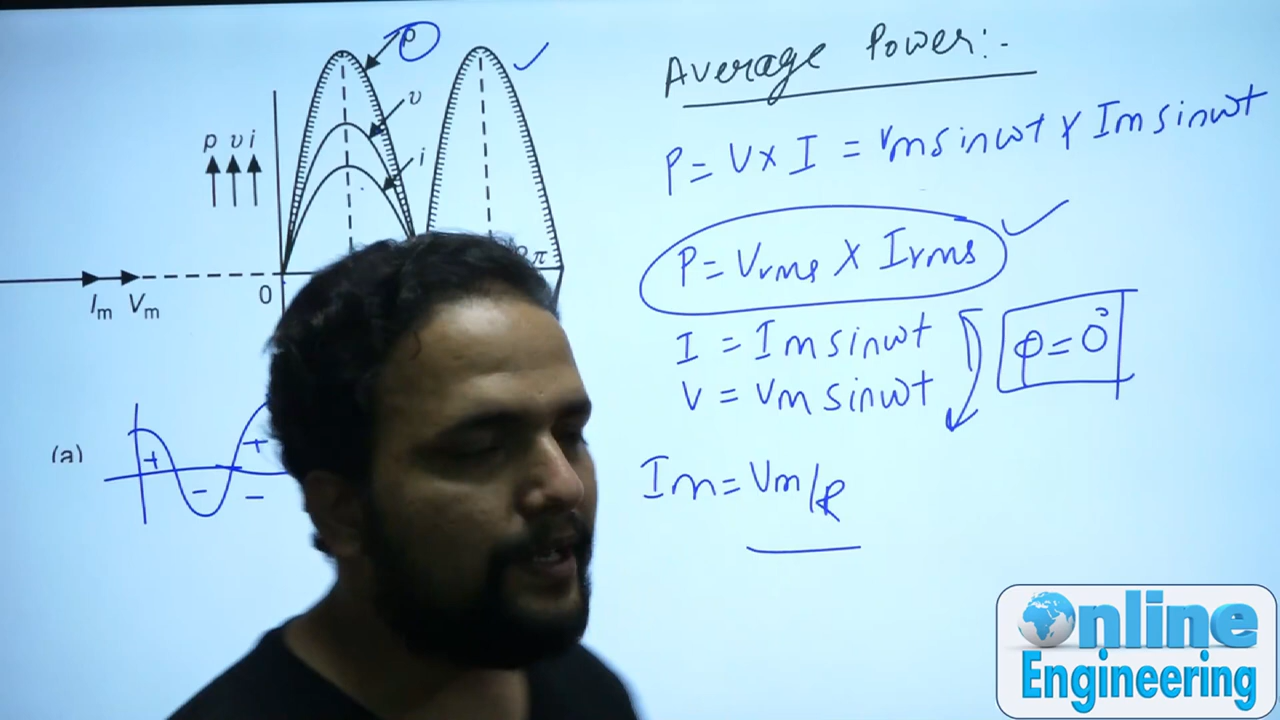 Average Power:-
P = V × I = Vm sinωt × Im sinωt
P = Vrms × Irms
I = Im sinωt
V = Vm sinωt
φ = 0°
Im = Vm/R
p
υ
i
p υ i
0
π
Im Vm
(a)
+
-
+
-
Online
Engineering